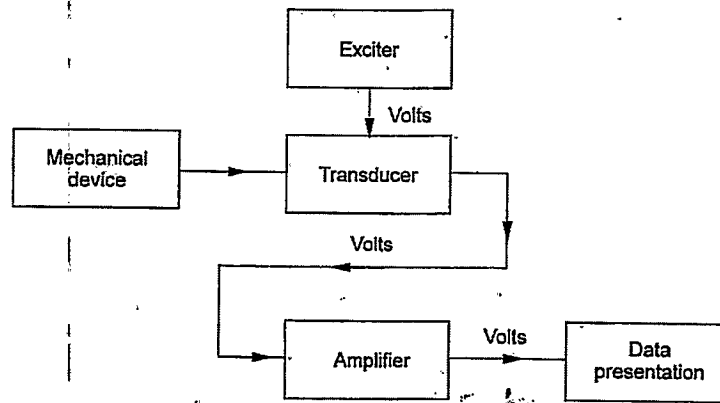 Exciter
Volts
Mechanical
device
Transducer
Volts
Amplifier
Volts
Data
presentation